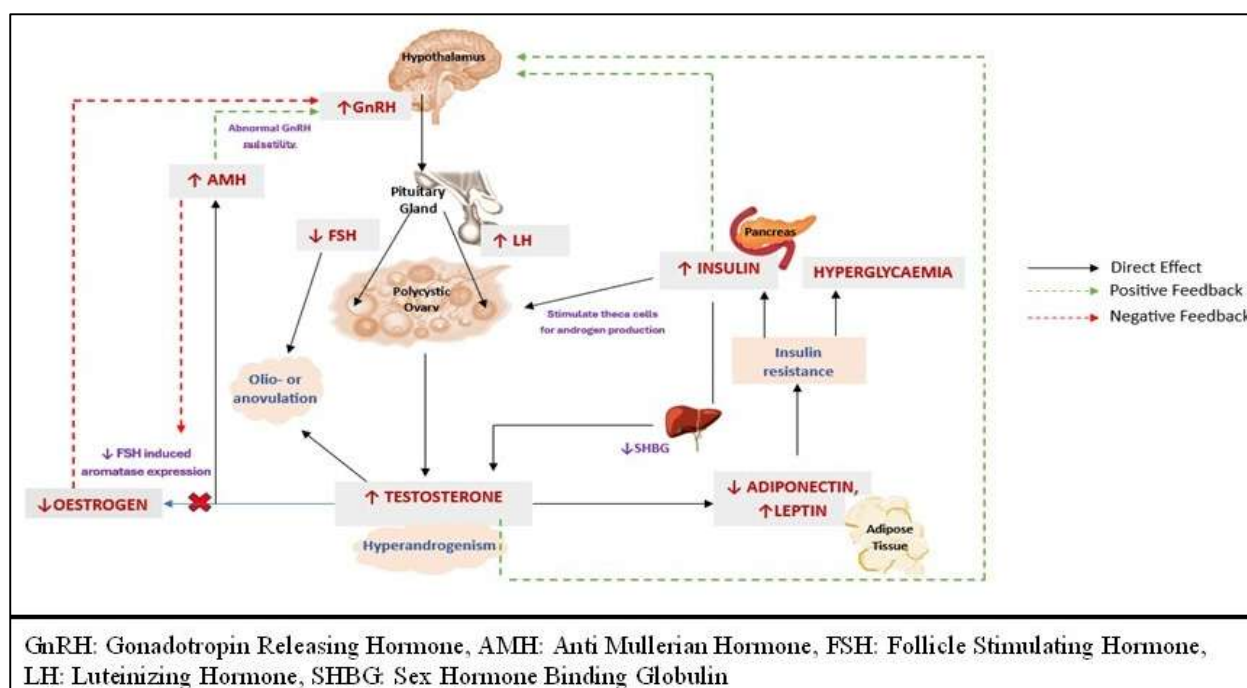 Hypothalamus
↑GnRH
Abnormal GnRH
pulsetility.
↑ AMH
Pituitary
Gland
↓ FSH
↑ LH
Pancreas
↑ INSULIN
HYPERGLYCAEMIA
Direct Effect
Positive Feedback
Negative Feedback
Polycystic
Ovary
Stimulate theca cells
for androgen production
Insulin
resistance
Olio- or
anovulation
↓ FSH induced
aromatase expression
↓SHBG
↓OESTROGEN
↑ TESTOSTERONE
↓ ADIPONECTIN,
↑LEPTIN
Hyperandrogenism
Adipose
Tissue
GnRH: Gonadotropin Releasing Hormone, AMH: Anti Mullerian Hormone, FSH: Follicle Stimulating Hormone,
LH: Luteinizing Hormone, SHBG: Sex Hormone Binding Globulin